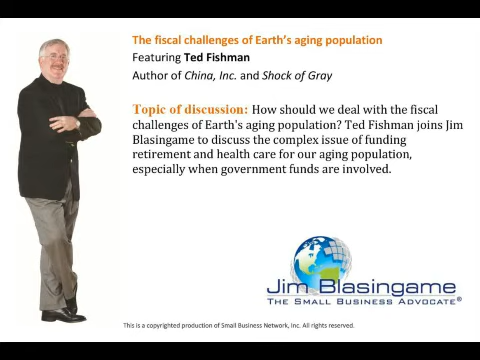 The fiscal challenges of Earth's aging population
Featuring Ted Fishman
Author of China, Inc. and Shock of Gray
Topic of discussion: How should we deal with the fiscal
challenges of Earth's aging population? Ted Fishman joins Jim
Blasingame to discuss the complex issue of funding
retirement and health care for our aging population,
especially when government funds are involved.
Jim Blasingame
THE SMALL BUSINESS ADVOCATE®
This is a copyrighted production of Small Business Network, Inc. All rights reserved.